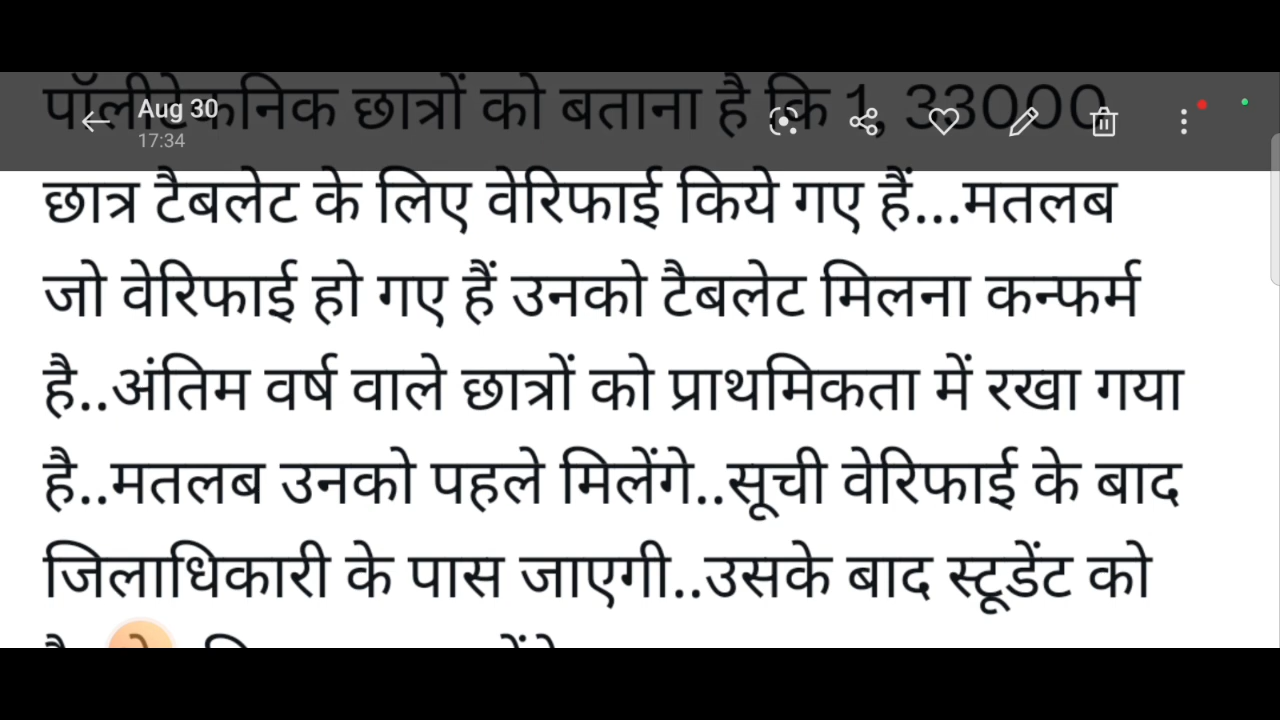 Aug 30
17:34
पॉलीटेकनिक छात्रों को बताना है कि 1, 33000
छात्र टैबलेट के लिए वेरिफाई किये गए हैं...मतलब
जो वेरिफाई हो गए हैं उनको टैबलेट मिलना कन्फर्म
है..अंतिम वर्ष वाले छात्रों को प्राथमिकता में रखा गया
है..मतलब उनको पहले मिलेंगे..सूची वेरिफाई के बाद
जिलाधिकारी के पास जाएगी..उसके बाद स्टूडेंट को